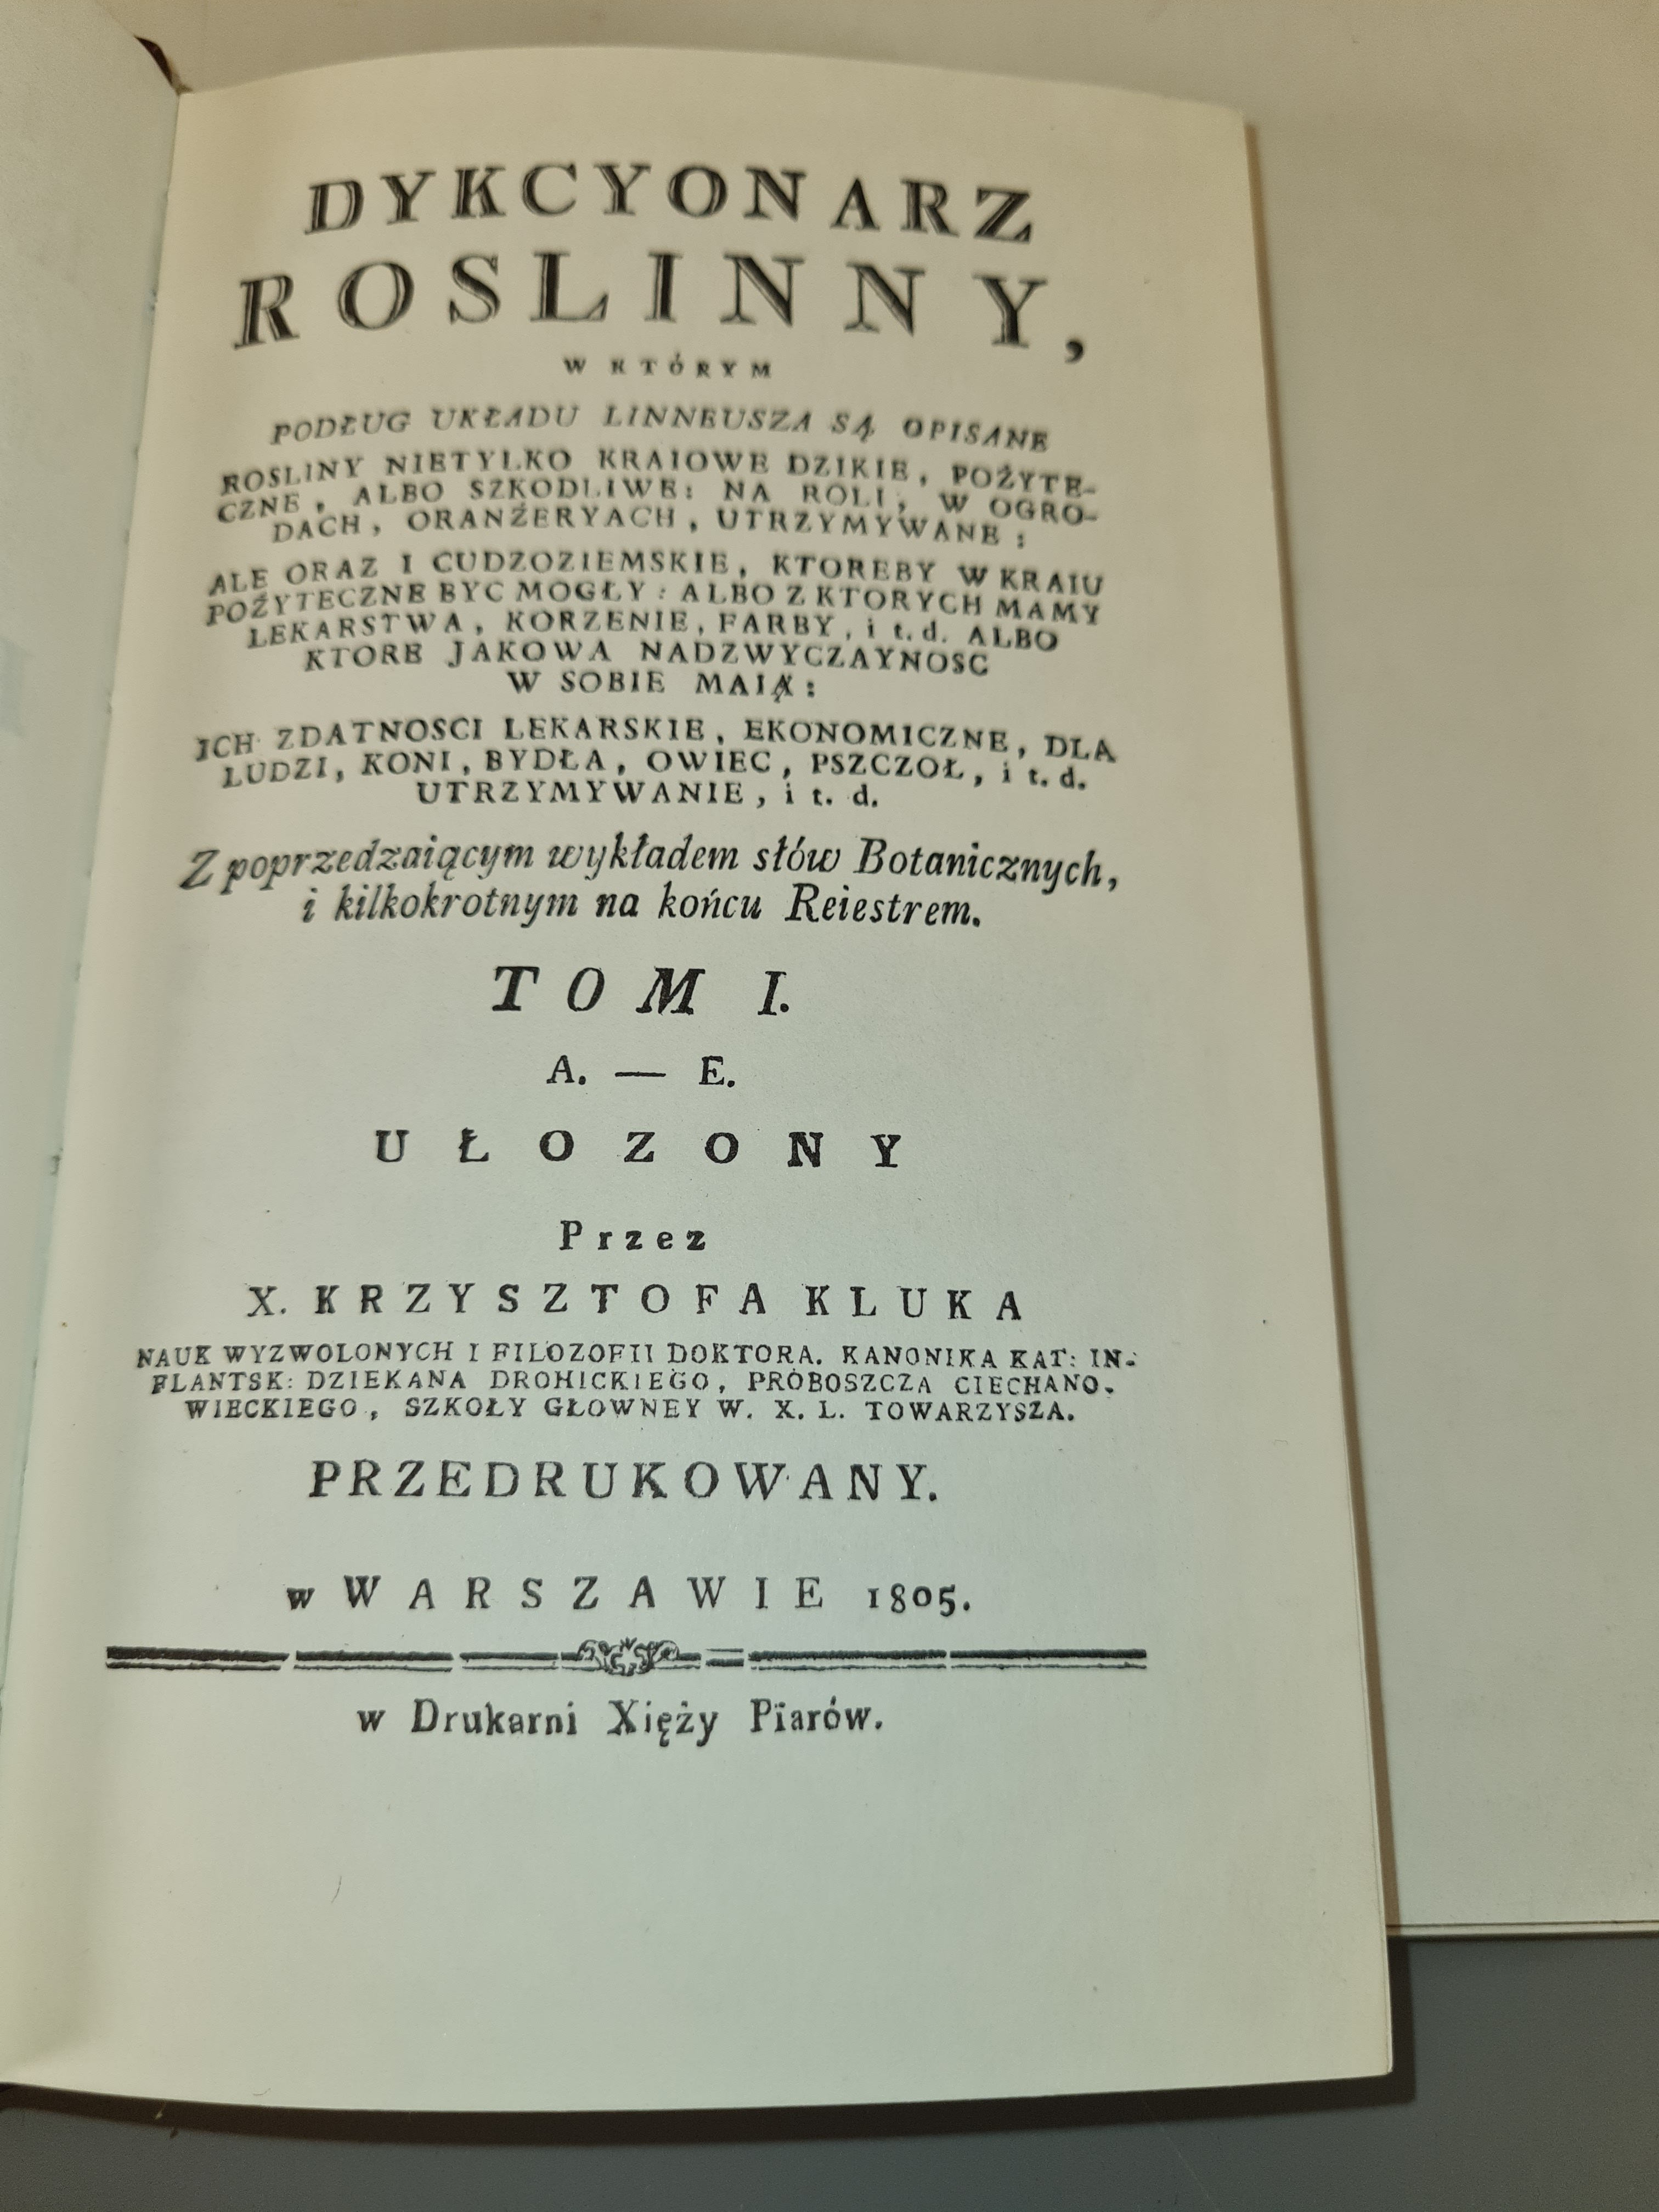 DYKCYONARZ
ROSLINNY,
W KTÓRYM
PODŁUG UKŁADU LINNEUSZA SĄ OPISANE
ROSLINY NIETYLKO KRAIOWE DZIKIE, POŻYTE-
CZNE, ALBO SZKODLIWE: NA ROLI, W OGRO-
DACH, ORANŻERYACH, UTRZYMYWANE:
ALE ORAZ I CUDZOZIEMSKIE, KTOREBY W KRAIU
POŻYTECZNE BYC MOGŁY: ALBO Z KTORYCH MAMY
LEKARSTWA, KORZENIE, FARBY, i t. d. ALBO
KTORE JAKOWA NADZWYCZAYNOSC
W SOBIE MAIĄ:
ICH ZDATNOSCI LEKARSKIE, EKONOMICZNE, DLA
LUDZI, KONI, BYDŁA, OWIEC, PSZCZOŁ, i t. d.
UTRZYMYWANIE, i t. d.
Z poprzedzaiącym wykładem słów Botanicznych,
i kilkokrotnym na końcu Reiestrem.
TOM I.
A. — E.
UŁOZONY
Przez
X. KRZYSZTOFA KLUKA
NAUK WYZWOLONYCH I FILOZOFII DOKTORA. KANONIKA KAT: IN-
FLANTSK: DZIEKANA DROHICKIEGO, PROBOSZCZA CIECHANO-
WIECKIEGO, SZKOŁY GŁOWNEY W. X. L. TOWARZYSZA.
PRZEDRUKOWANY.
w WARSZAWIE 1805.
w Drukarni Xięży Piarów.